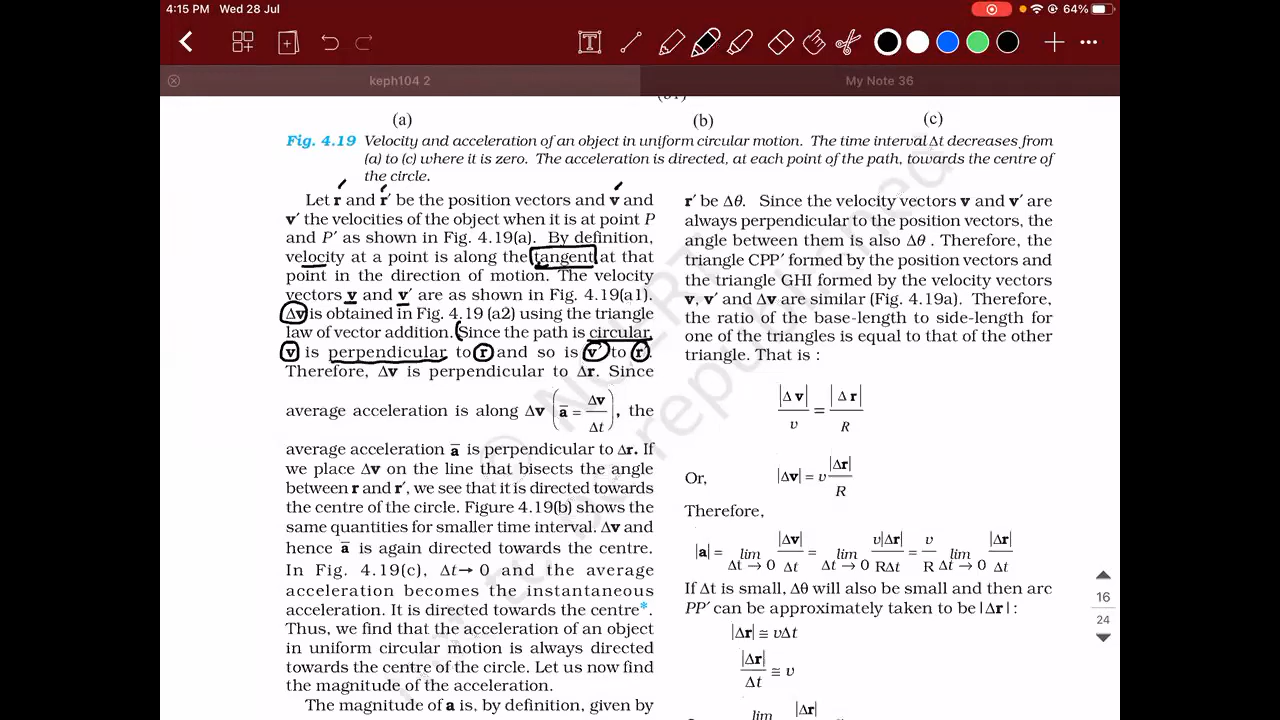 4:15 PM Wed 28 Jul
64%
T
keph104 2
My Note 36
(a)
(b)
(c)
Fig. 4.19 Velocity and acceleration of an object in uniform circular motion. The time interval Δt decreases from
(a) to (c) where it is zero. The acceleration is directed, at each point of the path, towards the centre of
the circle.
Let r and r′ be the position vectors and v and
v′ the velocities of the object when it is at point P
and P′ as shown in Fig. 4.19(a). By definition,
velocity at a point is along the tangent at that
point in the direction of motion. The velocity
vectors v and v′ are as shown in Fig. 4.19(a1).
Δv is obtained in Fig. 4.19 (a2) using the triangle
law of vector addition. Since the path is circular,
v is perpendicular to r and so is v′ to r′.
Therefore, Δv is perpendicular to Δr. Since
average acceleration is along Δv ( a̅ = Δv / Δt ), the
average acceleration a̅ is perpendicular to Δr. If
we place Δv on the line that bisects the angle
between r and r′, we see that it is directed towards
the centre of the circle. Figure 4.19(b) shows the
same quantities for smaller time interval. Δv and
hence a̅ is again directed towards the centre.
In Fig. 4.19(c), Δt→ 0 and the average
acceleration becomes the instantaneous
acceleration. It is directed towards the centre*.
Thus, we find that the acceleration of an object
in uniform circular motion is always directed
towards the centre of the circle. Let us now find
the magnitude of the acceleration.
The magnitude of a is, by definition, given by
r′ be Δθ. Since the velocity vectors v and v′ are
always perpendicular to the position vectors, the
angle between them is also Δθ . Therefore, the
triangle CPP′ formed by the position vectors and
the triangle GHI formed by the velocity vectors
v, v′ and Δv are similar (Fig. 4.19a). Therefore,
the ratio of the base-length to side-length for
one of the triangles is equal to that of the other
triangle. That is :
|Δ v| / υ = |Δ r| / R
Or, |Δv| = υ |Δr| / R
Therefore,
|a| = lim Δt → 0 |Δv| / Δt = lim Δt → 0 υ|Δr| / RΔt = υ / R lim Δt → 0 |Δr| / Δt
If Δt is small, Δθ will also be small and then arc
PP′ can be approximately taken to be |Δr| :
|Δr| ≅ υΔt
|Δr| / Δt ≅ υ
lim |Δr|
16
24